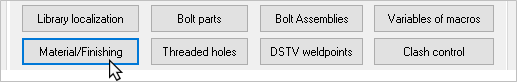 Library localization
Bolt parts
Bolt Assemblies
Variables of macros
Material/Finishing
Threaded holes
DSTV weldpoints
Clash control